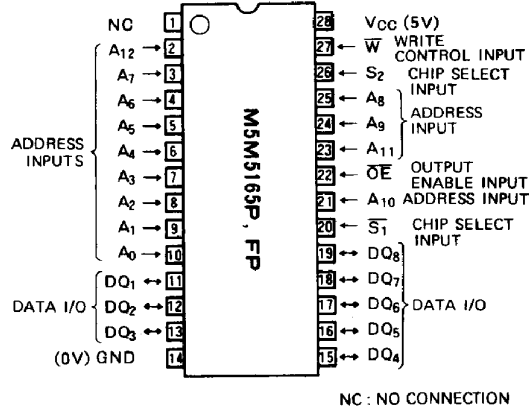 NC 1
A12 2
A7 3
A6 4
A5 5
A4 6
A3 7
A2 8
A1 9
A0 10
ADDRESS INPUTS
DQ1 11
DQ2 12
DQ3 13
DATA I/O
(0V) GND 14
M5M5165P, FP
28 VCC (5V)
27 W̅ WRITE CONTROL INPUT
26 S2 CHIP SELECT INPUT
25 A8
24 A9
23 A11
ADDRESS INPUT
22 O̅E̅ OUTPUT ENABLE INPUT
21 A10 ADDRESS INPUT
20 S̅1̅ CHIP SELECT INPUT
19 DQ8
18 DQ7
17 DQ6
16 DQ5
15 DQ4
DATA I/O
NC : NO CONNECTION